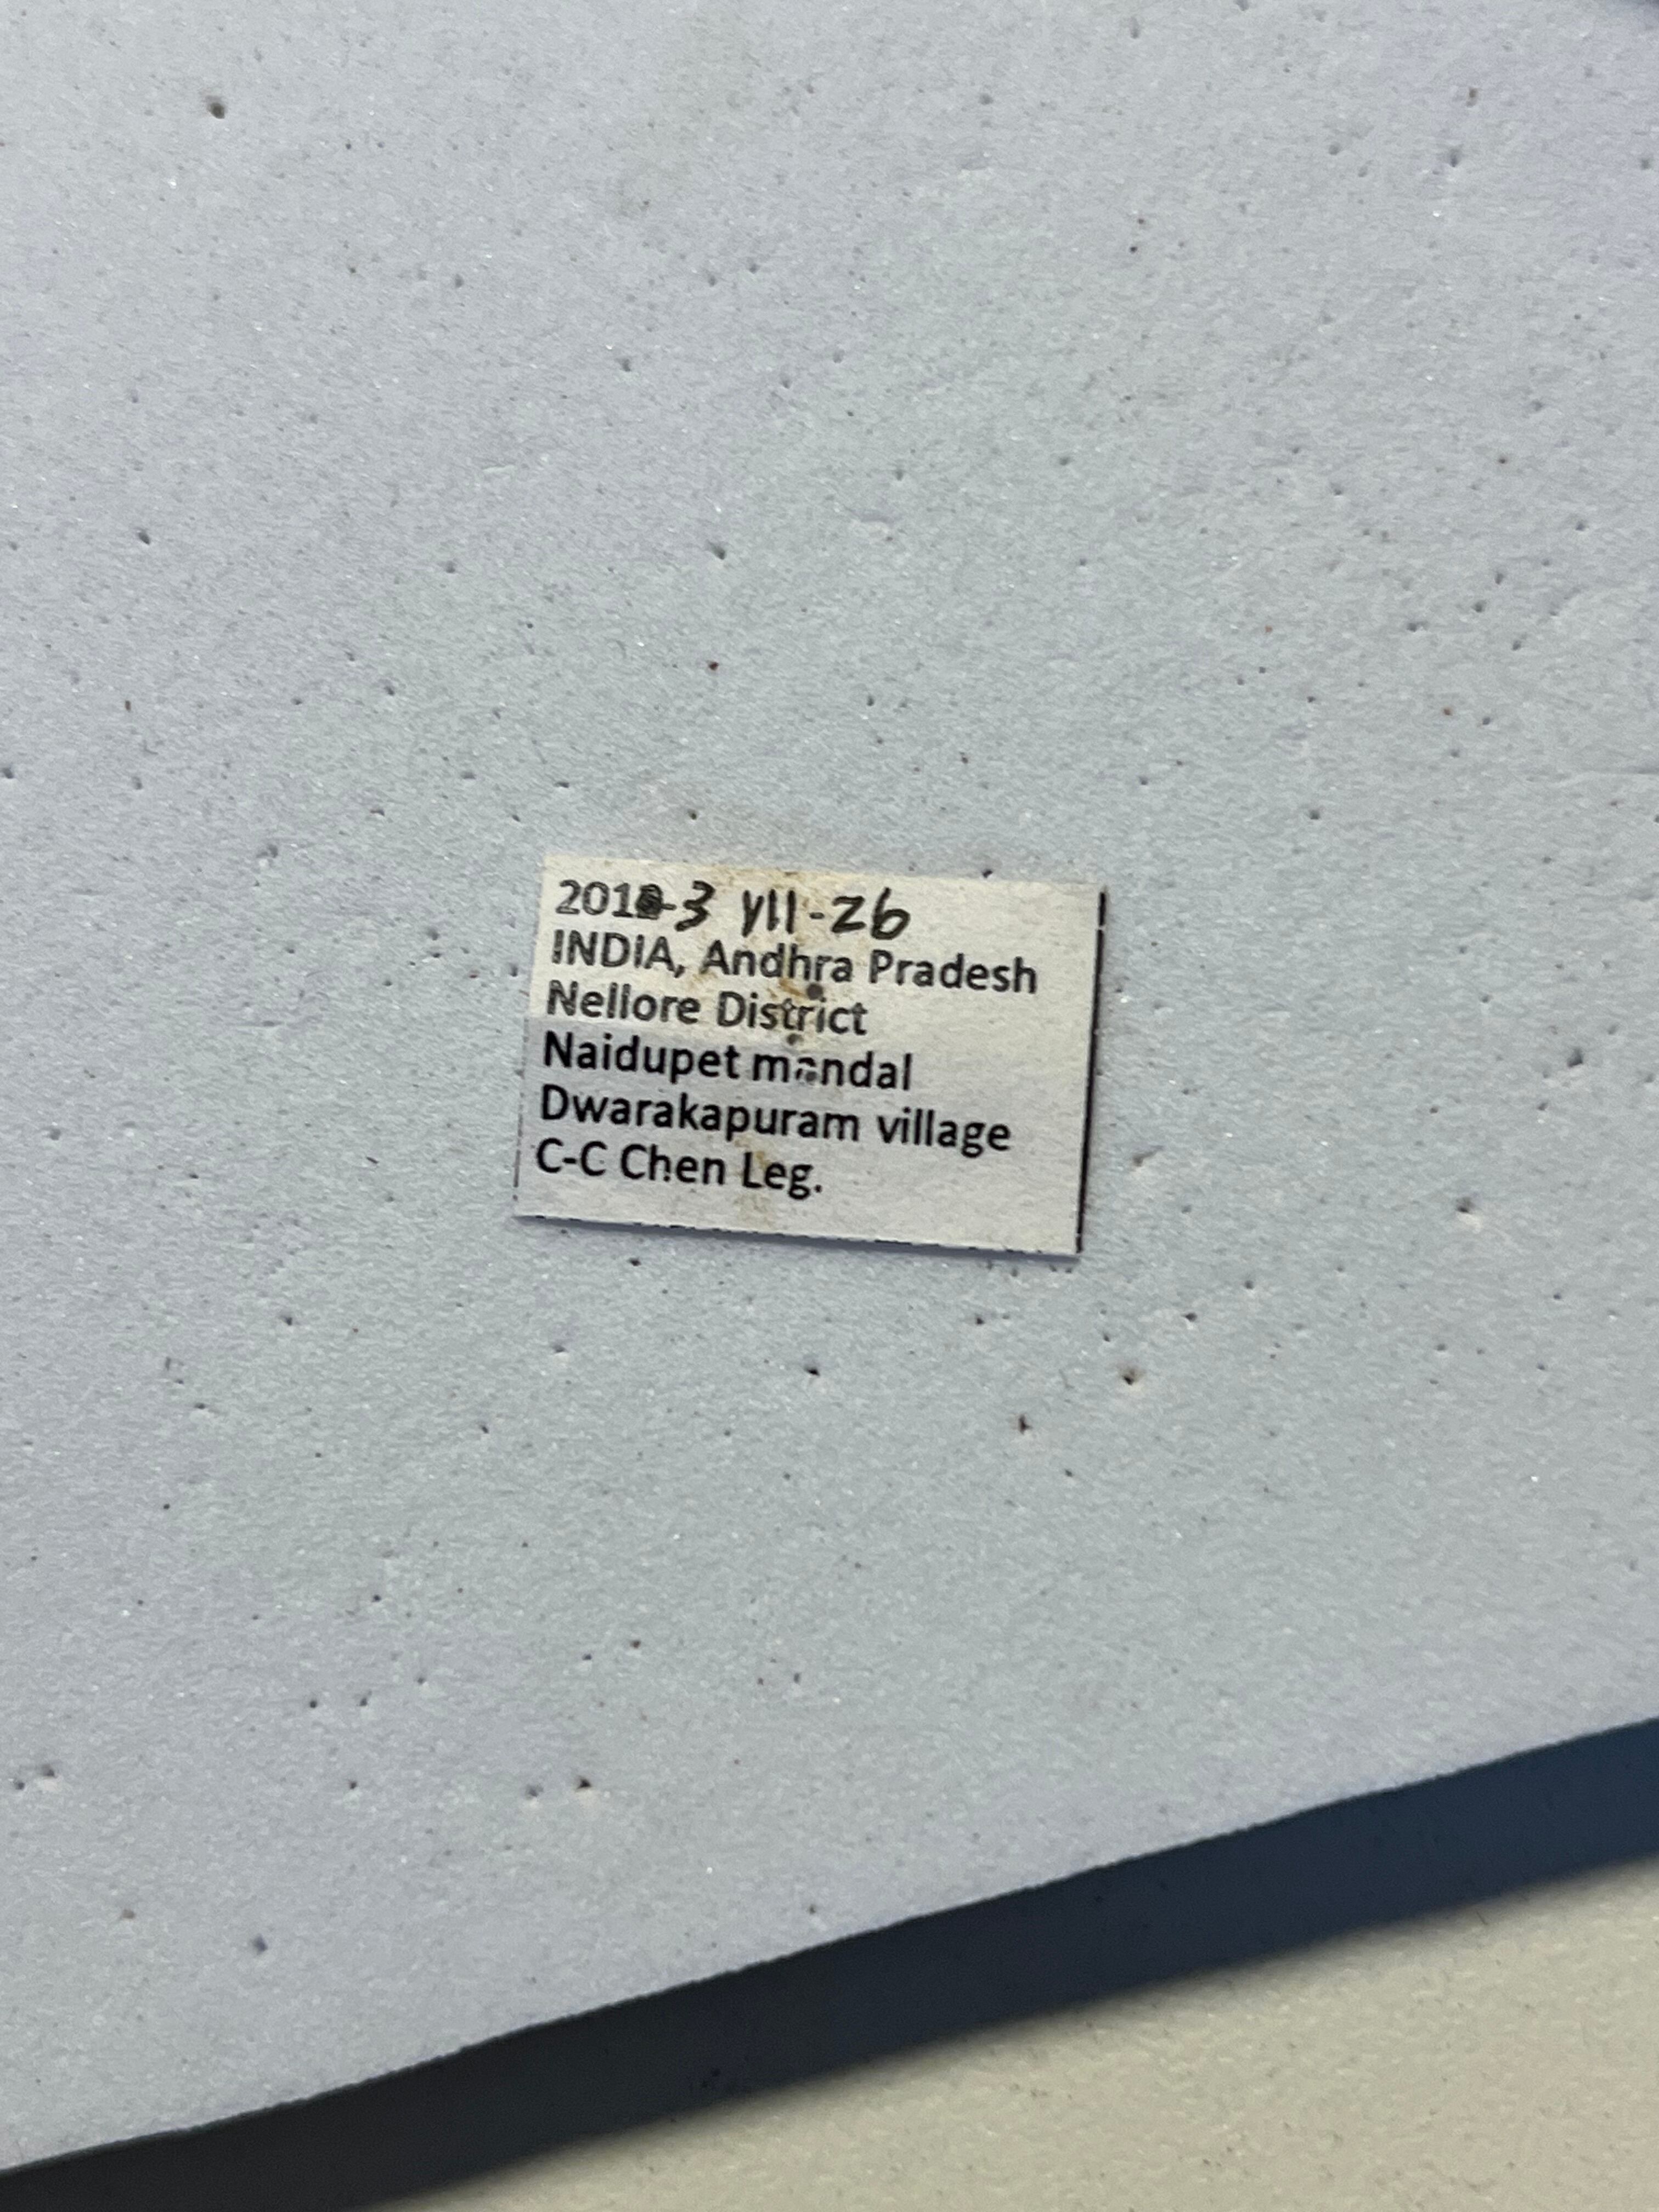 2013 VII-26
INDIA, Andhra Pradesh
Nellore District
Naidupet mandal
Dwarakapuram village
C-C Chen Leg.